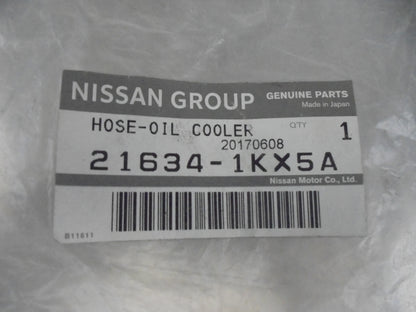 NISSAN GROUP GENUINE PARTS
Made in Japan
HOSE-OIL COOLER QTY 1
20170608
21634-1KX5A
Nissan Motor Co., Ltd.
B11611